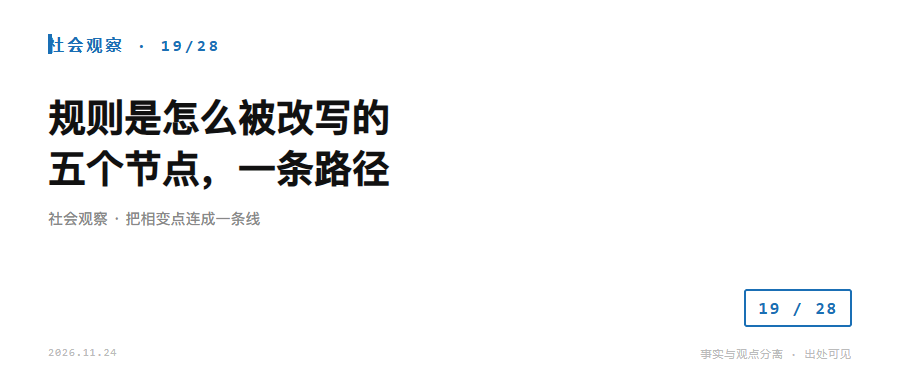 社会观察 · 19/28
规则是怎么被改写的
五个节点，一条路径
社会观察 · 把相变点连成一条线
19 / 28
2026.11.24
事实与观点分离 · 出处可见